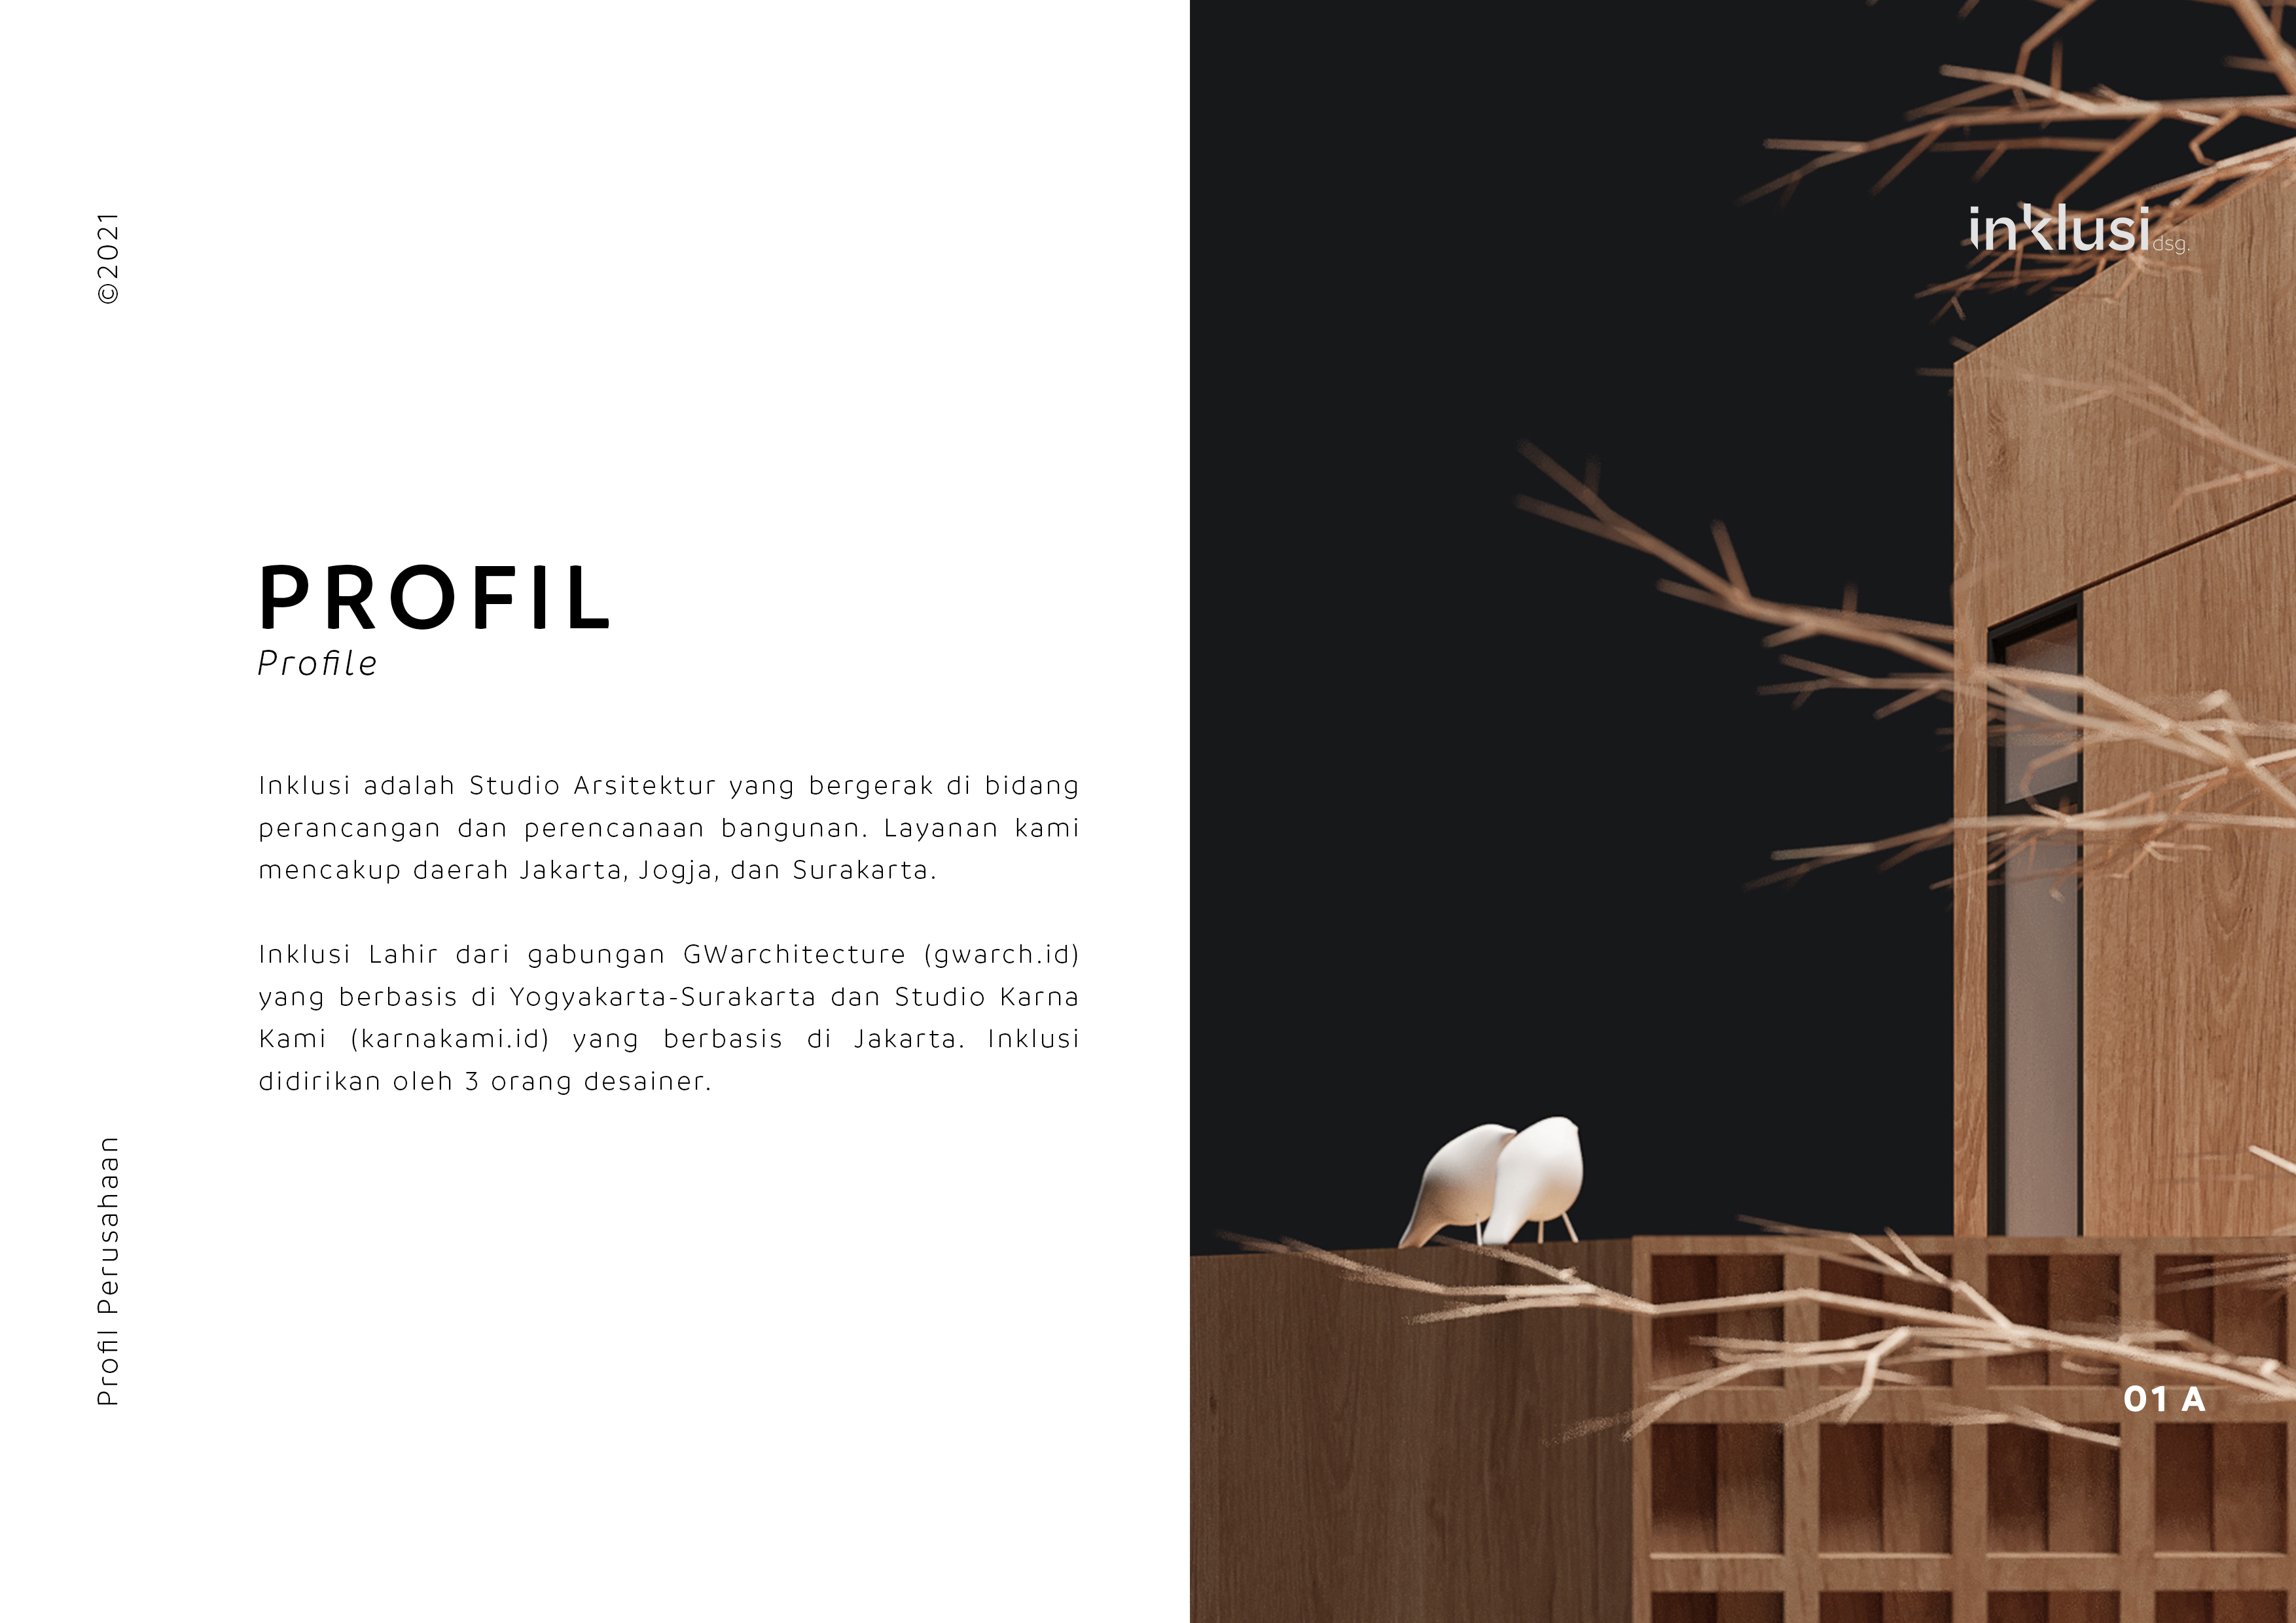 ©2021
PROFIL
Profile
Inklusi adalah Studio Arsitektur yang bergerak di bidang
perancangan dan perencanaan bangunan. Layanan kami
mencakup daerah Jakarta, Jogja, dan Surakarta.
Inklusi Lahir dari gabungan GWarchitecture (gwarch.id)
yang berbasis di Yogyakarta-Surakarta dan Studio Karna
Kami (karnakami.id) yang berbasis di Jakarta. Inklusi
didirikan oleh 3 orang desainer.
Profil Perusahaan
inklusi dsg.
01 A